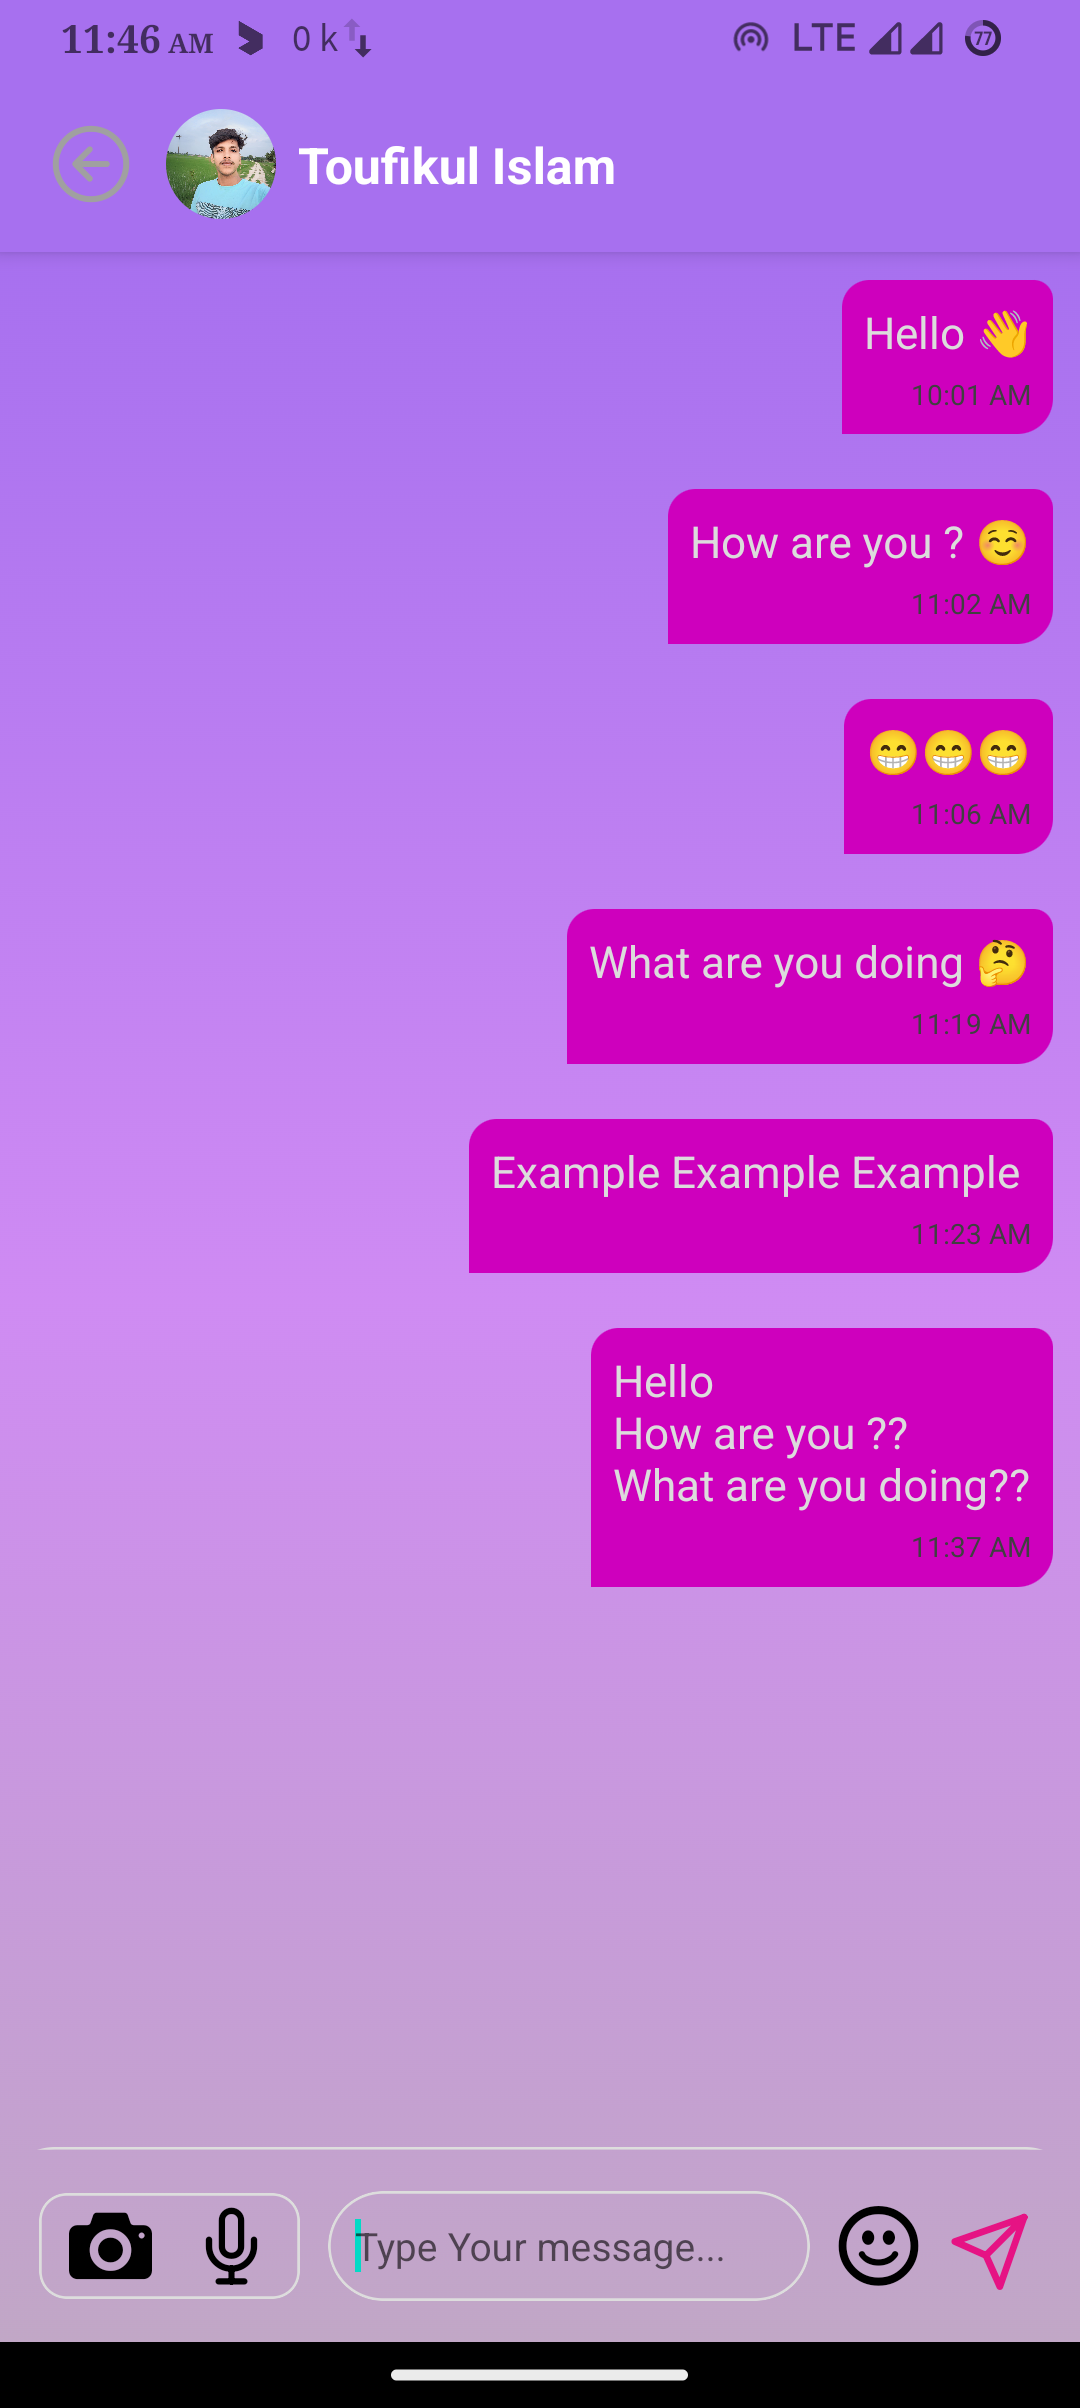 11:46 AM 0 k LTE 77
Toufikul Islam
Hello 👋
10:01 AM
How are you ? ☺️
11:02 AM
😁😁😁
11:06 AM
What are you doing 🤔
11:19 AM
Example Example Example
11:23 AM
Hello
How are you ??
What are you doing??
11:37 AM
Type Your message...